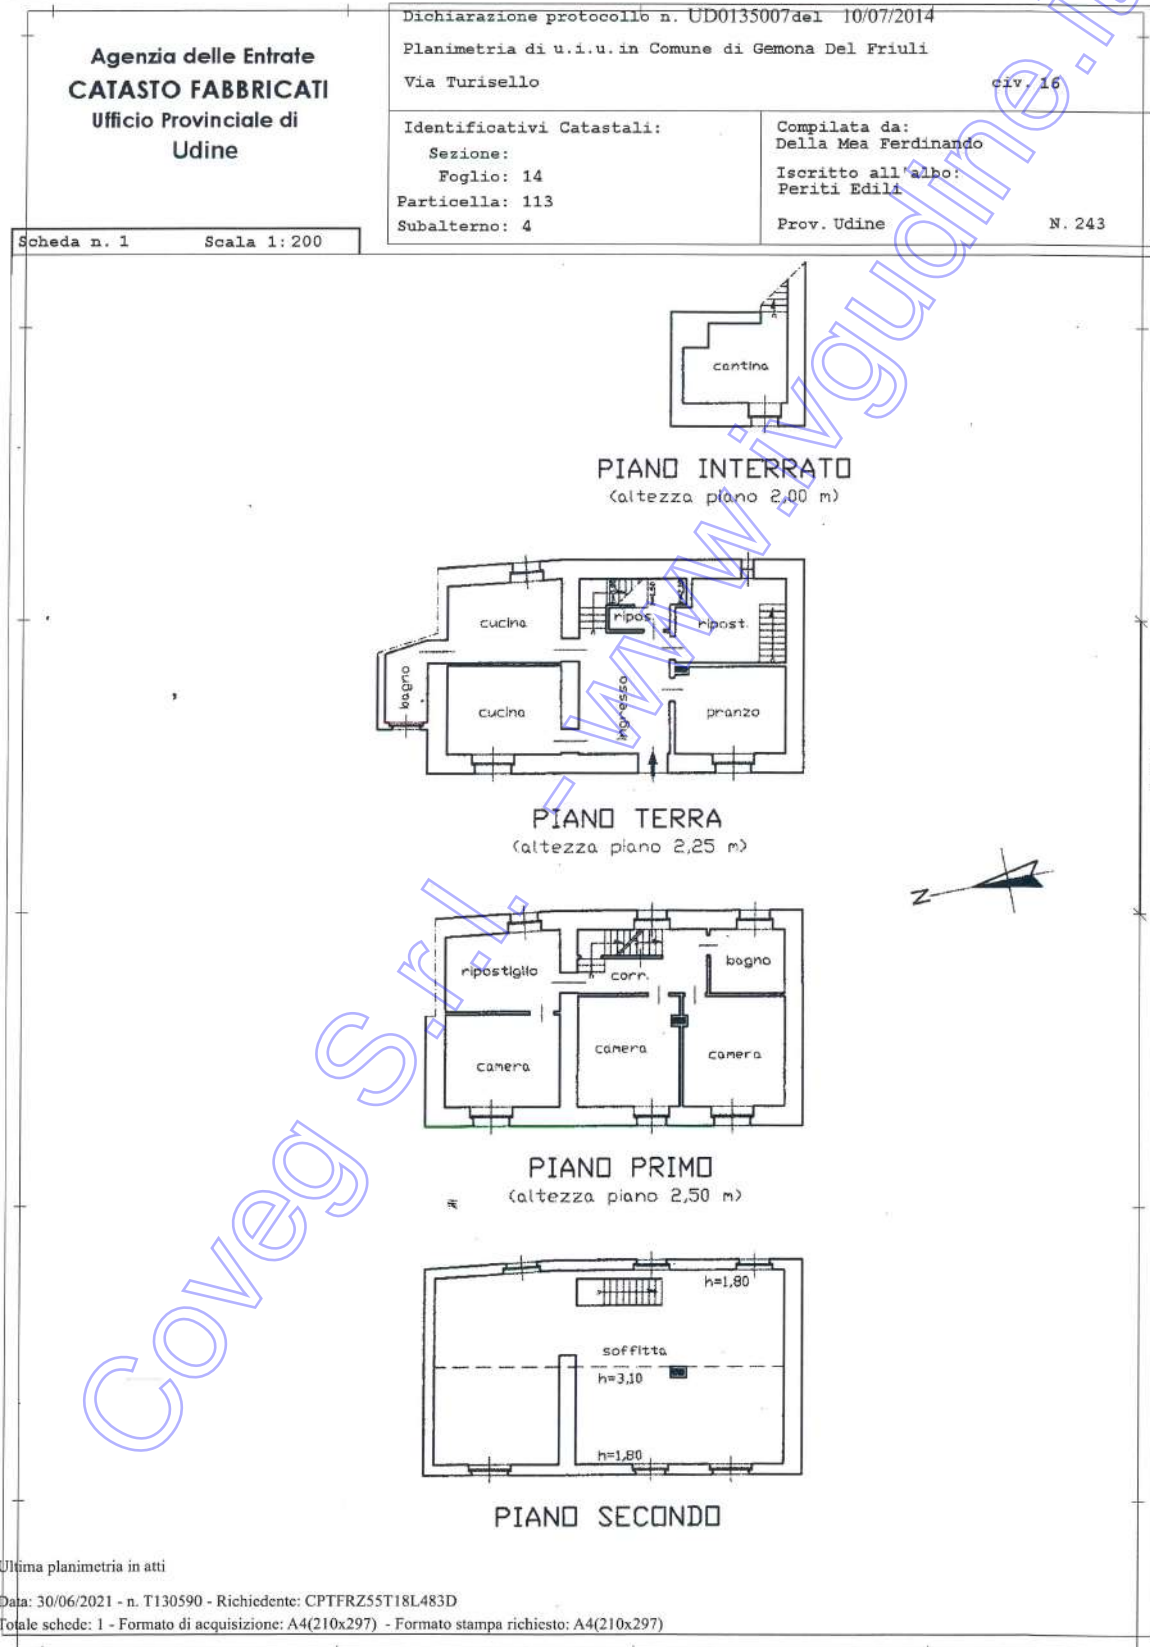 Agenzia delle Entrate
CATASTO FABBRICATI
Ufficio Provinciale di
Udine
Scheda n. 1 Scala 1:200
Dichiarazione protocollo n. UD0135007 del 10/07/2014
Planimetria di u.i.u. in Comune di Gemona Del Friuli
Via Turisello civ. 16
Identificativi Catastali:
Sezione:
Foglio: 14
Particella: 113
Subalterno: 4
Compilata da:
Della Mea Ferdinando
Iscritto all'albo:
Periti Edili
Prov. Udine N. 243
cantina
PIANO INTERRATO
(altezza piano 2,00 m)
cucina
ripos.
ripost.
bagno
cucina
ingresso
pranzo
PIANO TERRA
(altezza piano 2,25 m)
N
ripostiglio
corr.
bagno
camera
camera
camera
PIANO PRIMO
(altezza piano 2,50 m)
h=1,80
soffitta
h=3,10
h=1,80
PIANO SECONDO
Coveg S.r.l. - www.ivgudine.it
Ultima planimetria in atti
Data: 30/06/2021 - n. T130590 - Richiedente: CPTFRZ55T18L483D
Totale schede: 1 - Formato di acquisizione: A4(210x297) - Formato stampa richiesto: A4(210x297)